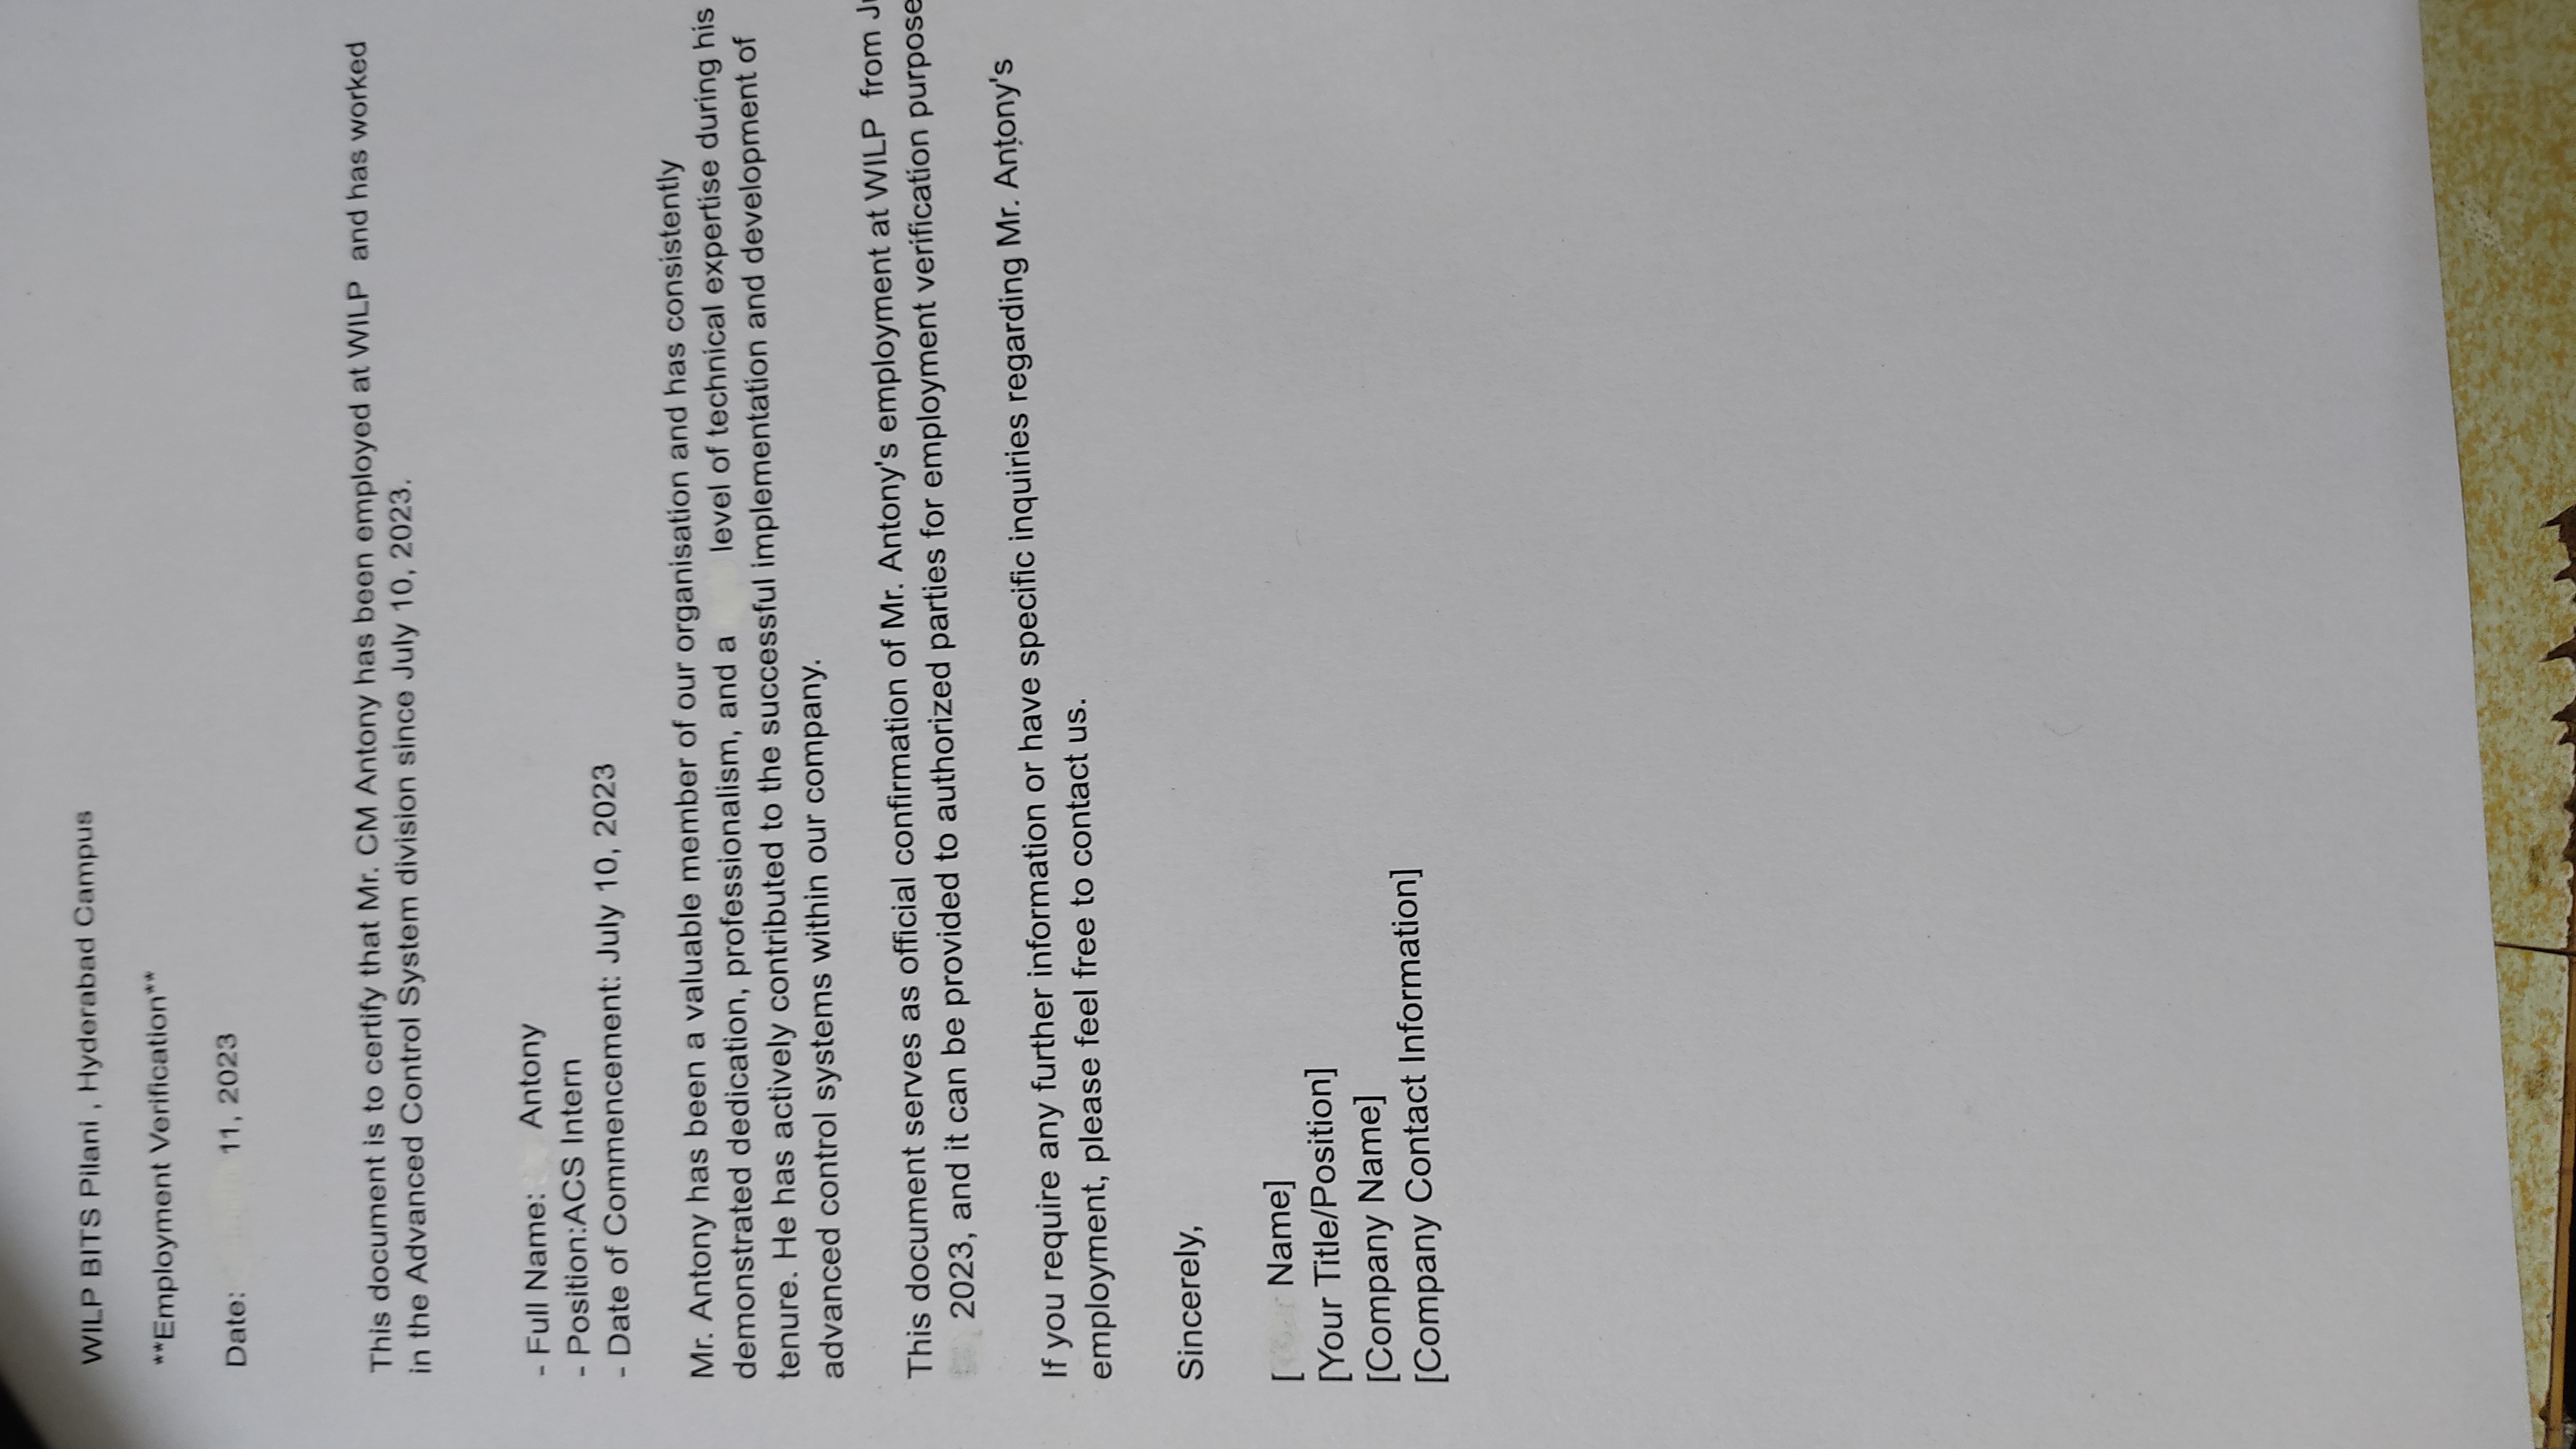 WILP BITS Pilani , Hyderabad Campus
**Employment Verification**
Date: 11, 2023
This document is to certify that Mr. CM Antony has been employed at WILP and has worked
in the Advanced Control System division since July 10, 2023.
- Full Name: Antony
- Position:ACS Intern
- Date of Commencement: July 10, 2023
Mr. Antony has been a valuable member of our organisation and has consistently
demonstrated dedication, professionalism, and a level of technical expertise during his
tenure. He has actively contributed to the successful implementation and development of
advanced control systems within our company.
This document serves as official confirmation of Mr. Antony's employment at WILP from
2023, and it can be provided to authorized parties for employment verification purpose
If you require any further information or have specific inquiries regarding Mr. Antony's
employment, please feel free to contact us.
Sincerely,
[ Name]
[Your Title/Position]
[Company Name]
[Company Contact Information]